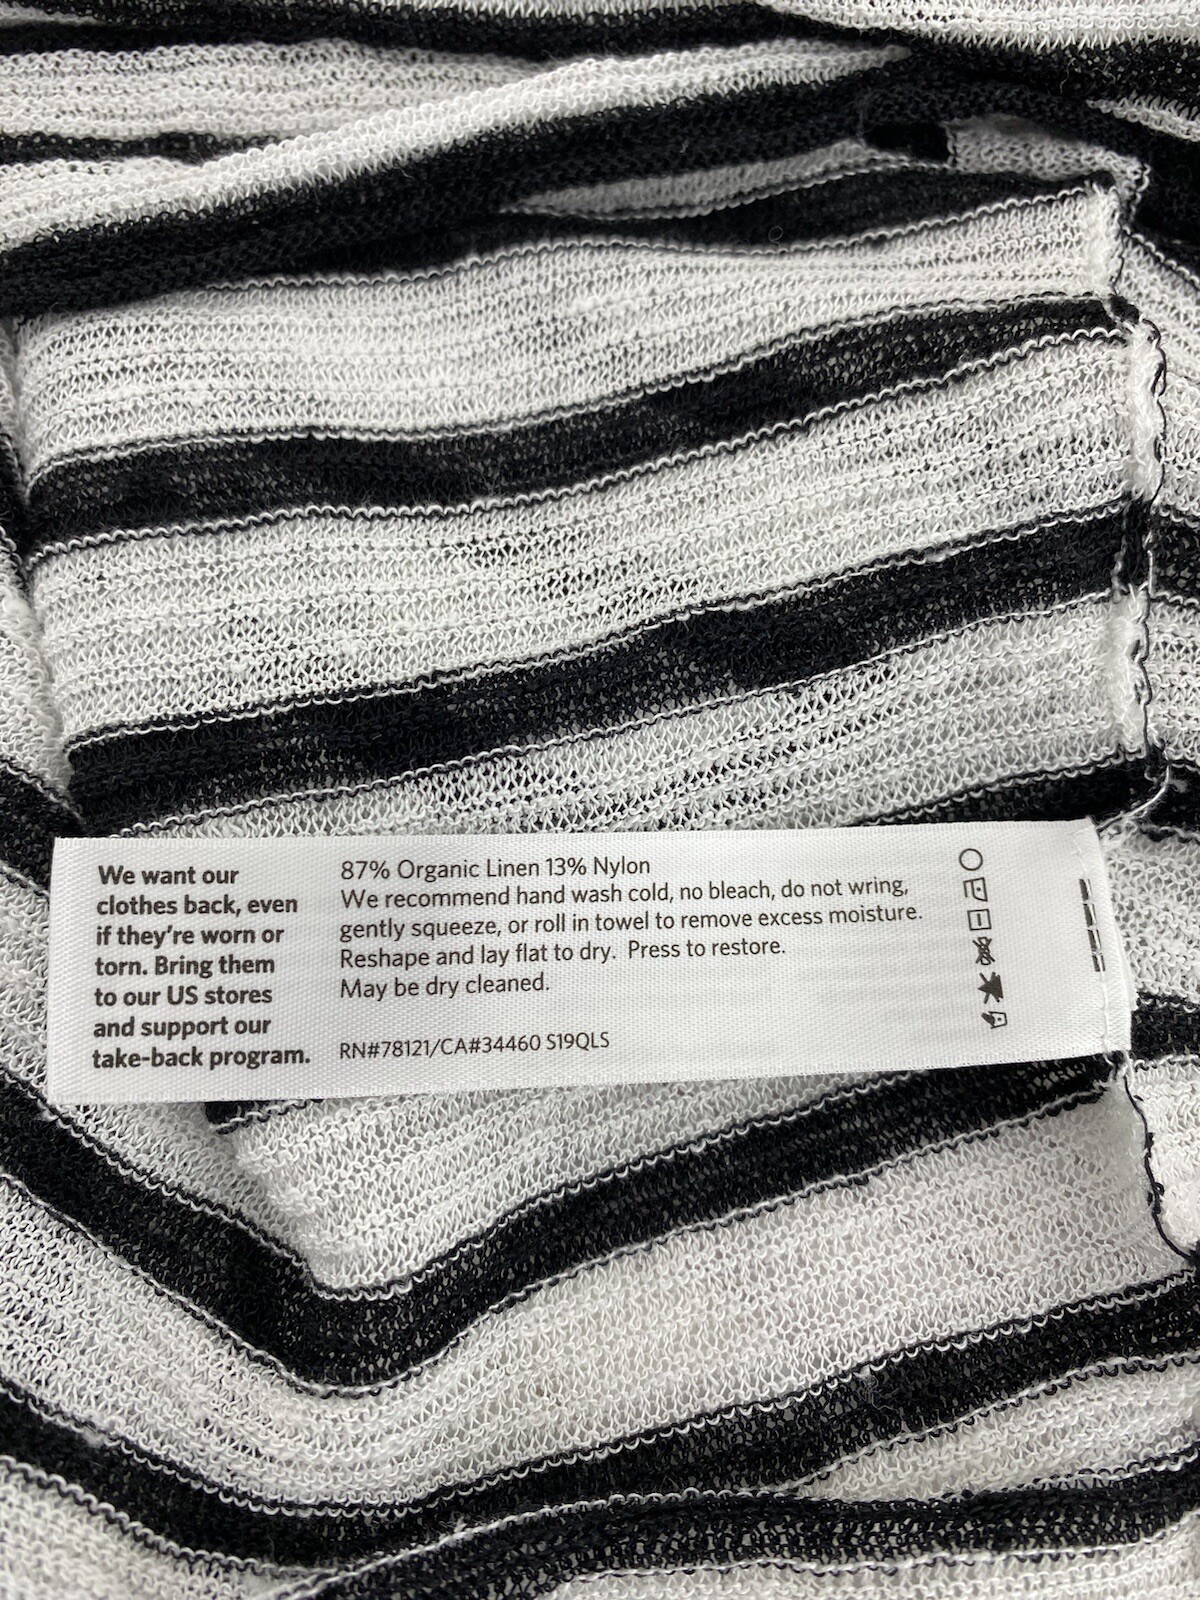 We want our
clothes back, even
if they're worn or
torn. Bring them
to our US stores
and support our
take-back program.
87% Organic Linen 13% Nylon
We recommend hand wash cold, no bleach, do not wring,
gently squeeze, or roll in towel to remove excess moisture.
Reshape and lay flat to dry. Press to restore.
May be dry cleaned.
RN#78121/CA#34460 S19QLS